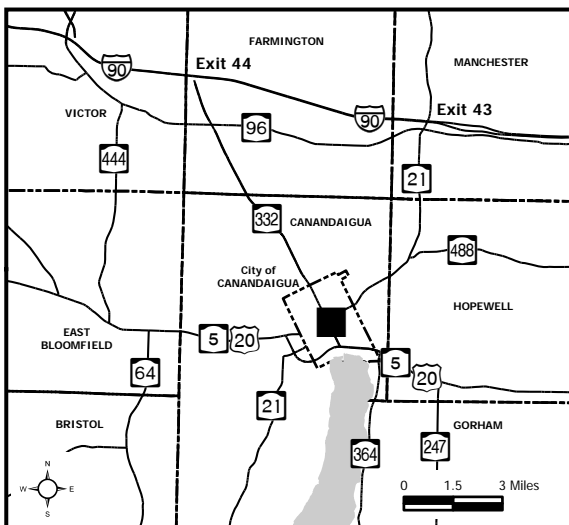 FARMINGTON
MANCHESTER
Exit 44
90
Exit 43
VICTOR
96
90
444
21
332
CANANDAIGUA
488
City of
CANANDAIGUA
HOPEWELL
EAST
BLOOMFIELD
5
20
5
20
64
21
BRISTOL
GORHAM
364
247
N
W
E
S
0 1.5 3 Miles